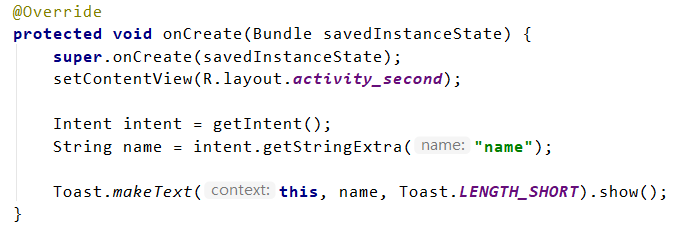 @Override
protected void onCreate(Bundle savedInstanceState) {
    super.onCreate(savedInstanceState);
    setContentView(R.layout.activity_second);

    Intent intent = getIntent();
    String name = intent.getStringExtra( name: "name");

    Toast.makeText( context: this, name, Toast.LENGTH_SHORT).show();
}